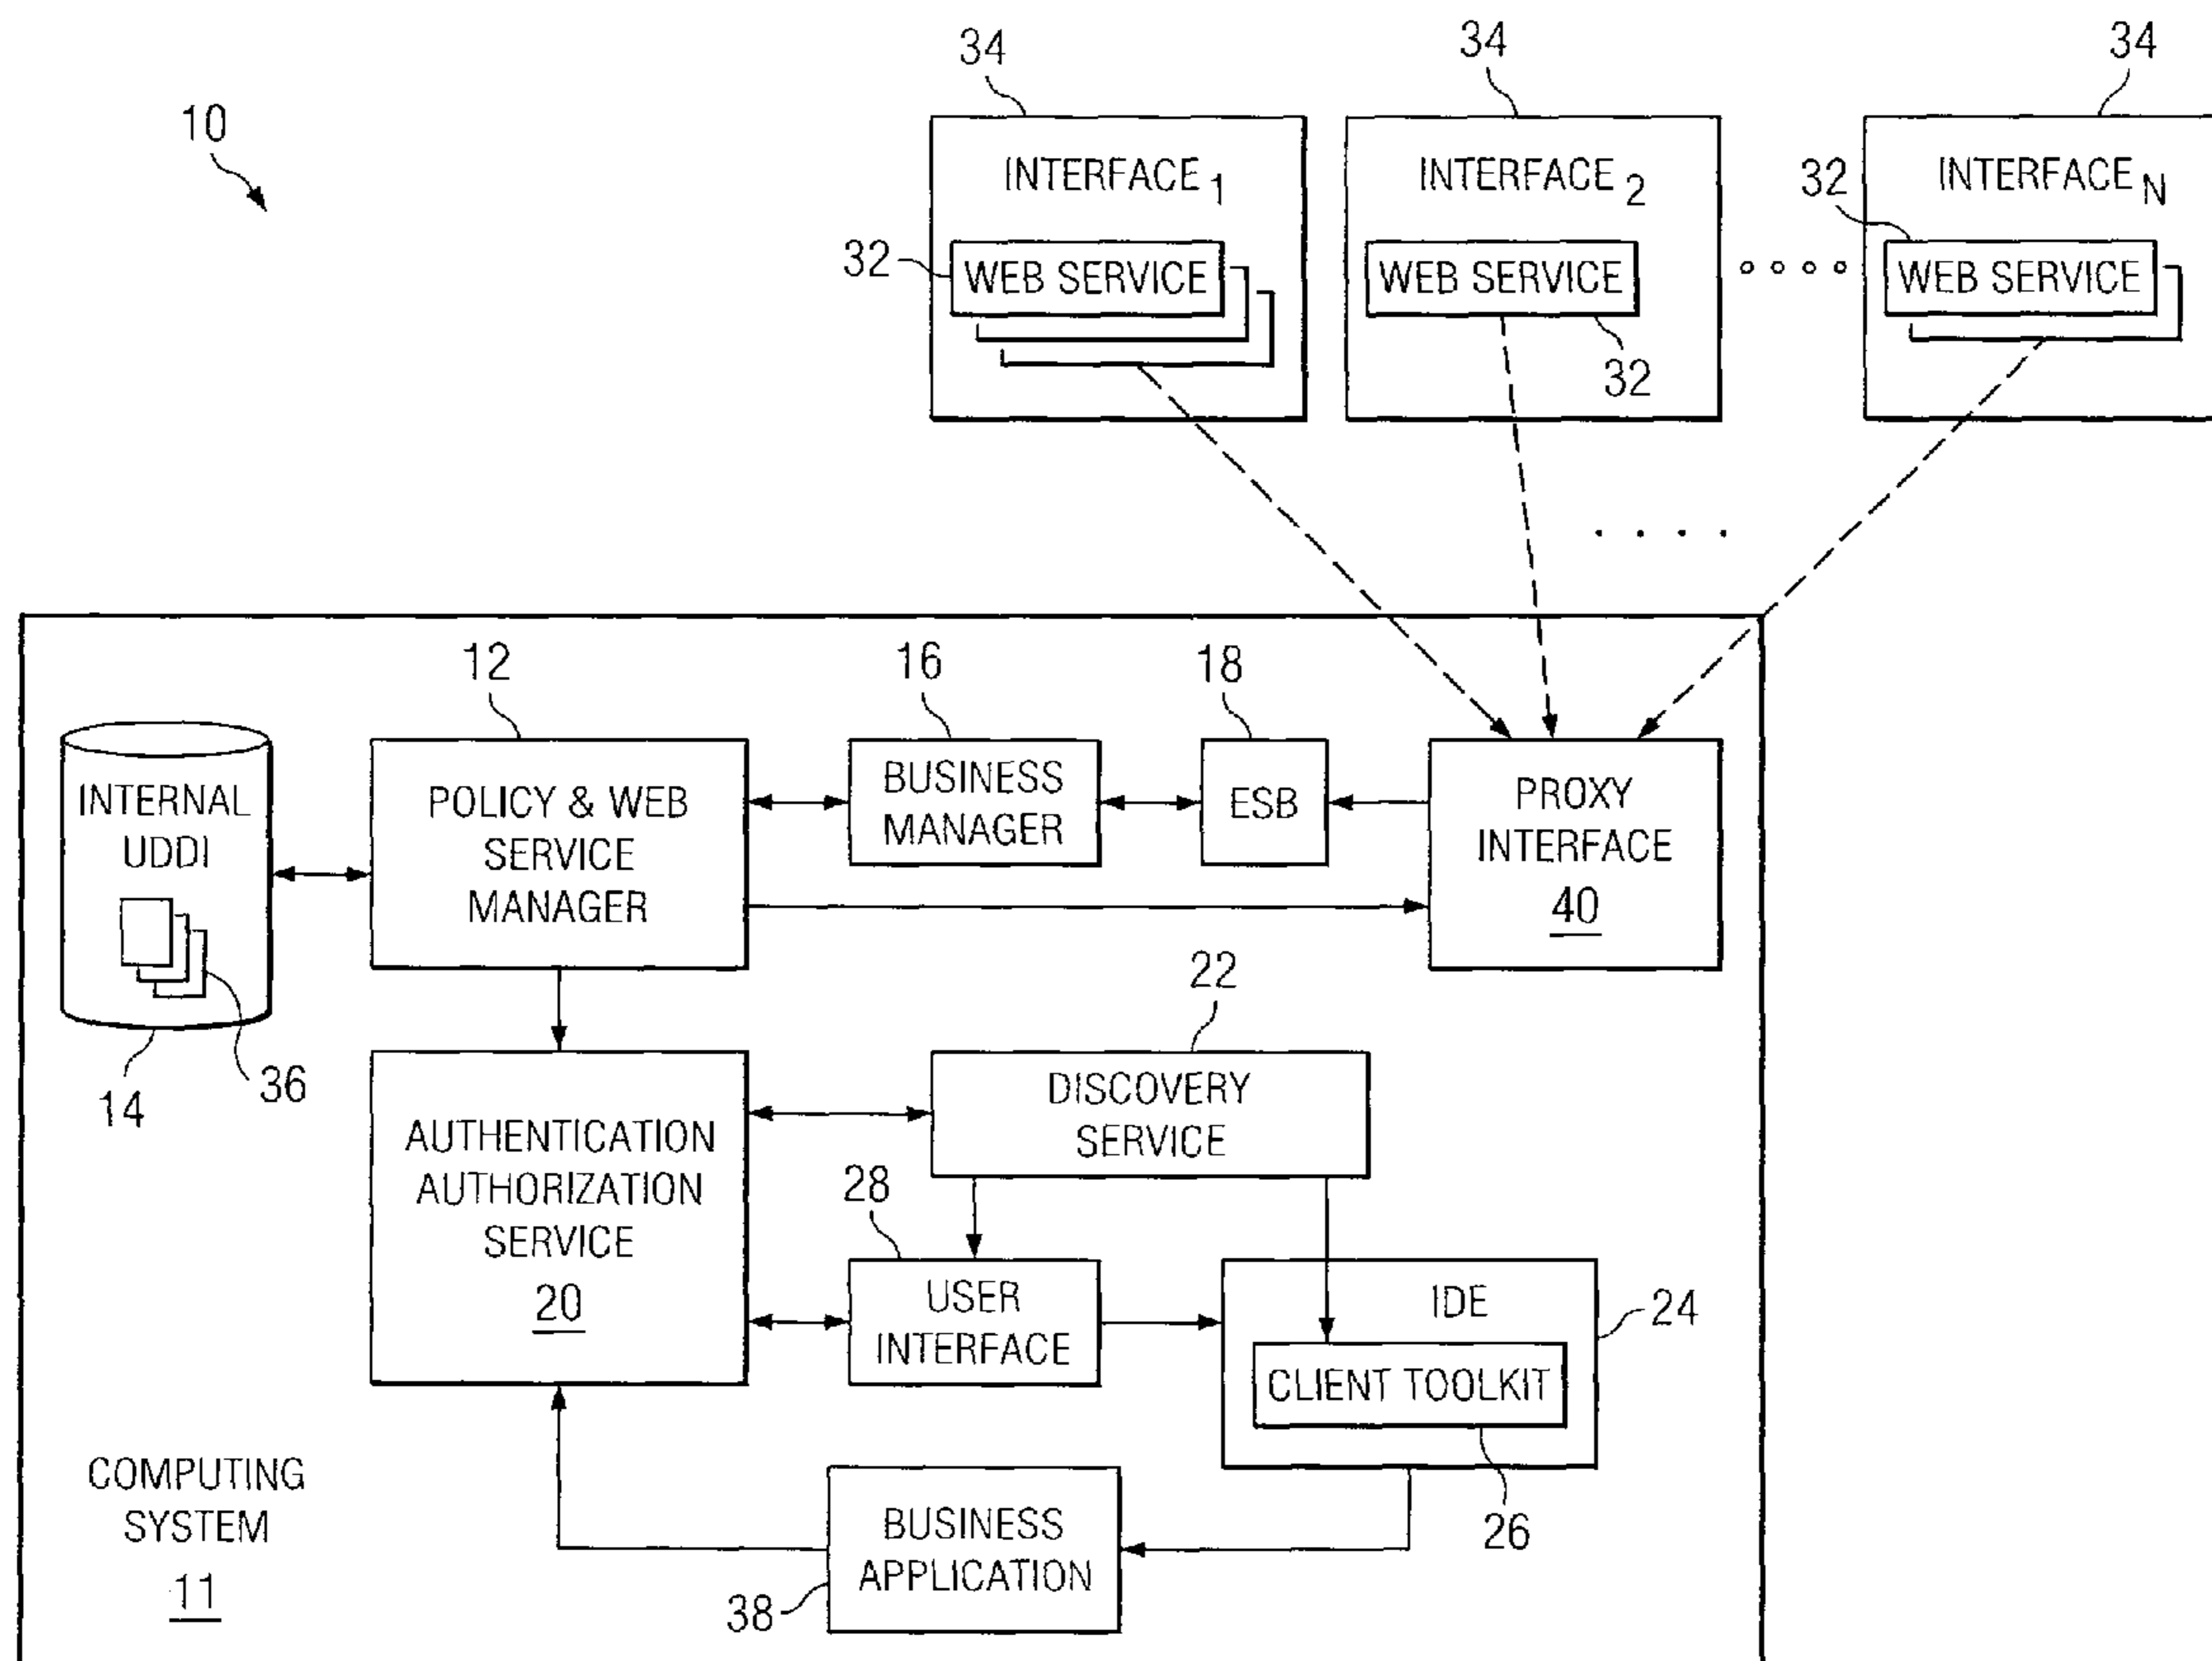 34
34
34
10
INTERFACE 1
INTERFACE 2
INTERFACE N
32
32
WEB SERVICE
WEB SERVICE
WEB SERVICE
32
12
16
18
INTERNAL
UDDI
POLICY & WEB
SERVICE
MANAGER
BUSINESS
MANAGER
ESB
PROXY
INTERFACE
40
36
14
22
AUTHENTICATION
AUTHORIZATION
SERVICE
20
DISCOVERY
SERVICE
28
USER
INTERFACE
IDE
24
CLIENT TOOLKIT
26
COMPUTING
SYSTEM
11
BUSINESS
APPLICATION
38